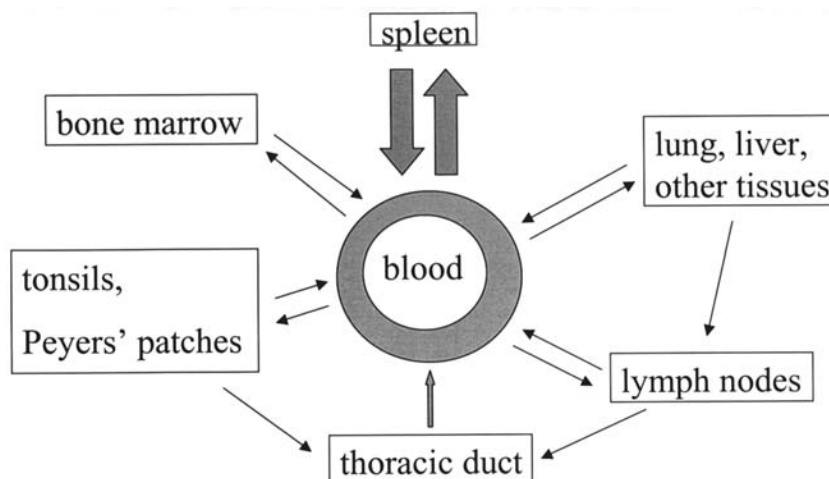 spleen
bone marrow
lung, liver,
other tissues
blood
tonsils,
Peyers’ patches
lymph nodes
thoracic duct